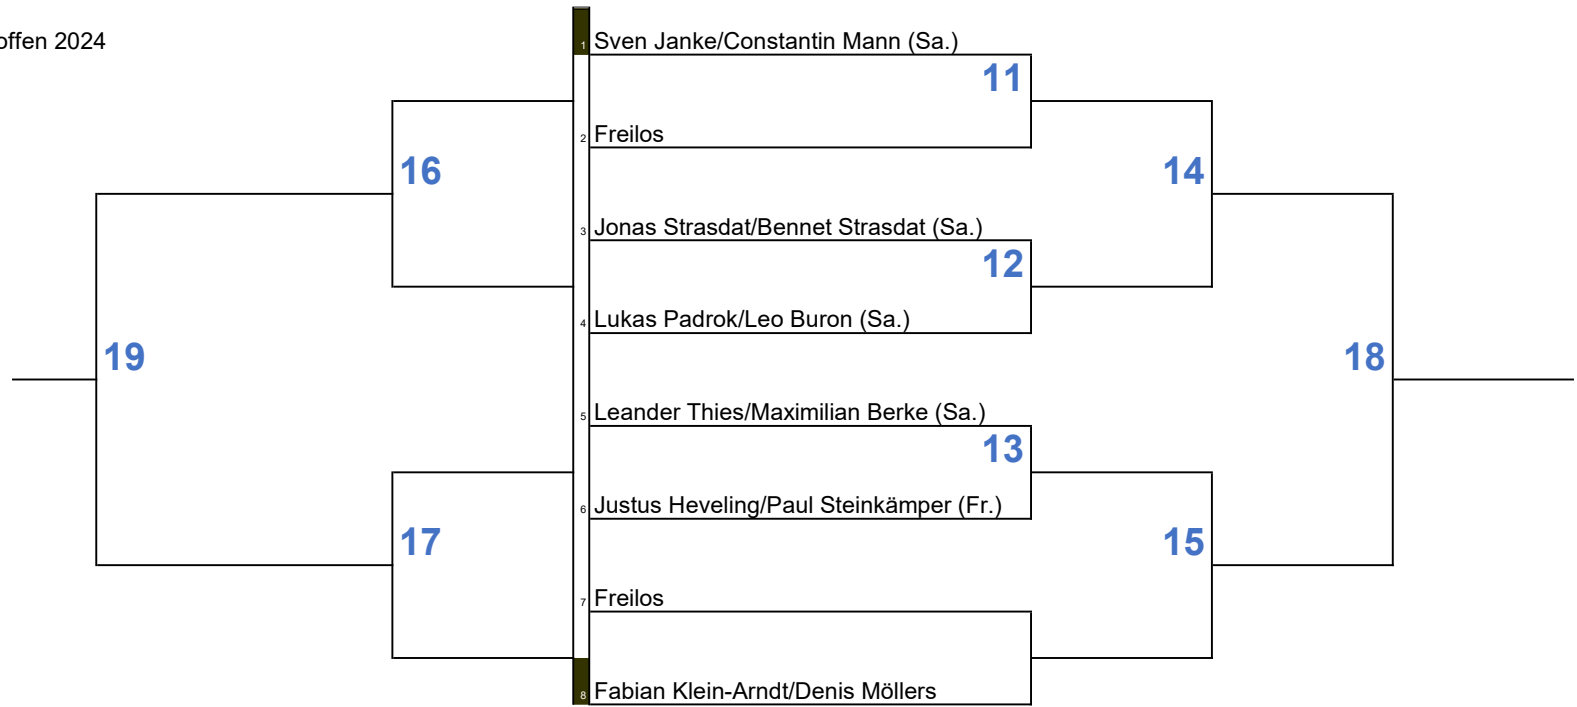 offen 2024
1 Sven Janke/Constantin Mann (Sa.)
11
2 Freilos
16
14
3 Jonas Strasdat/Bennet Strasdat (Sa.)
12
4 Lukas Padrok/Leo Buron (Sa.)
19
18
5 Leander Thies/Maximilian Berke (Sa.)
13
6 Justus Heveling/Paul Steinkämper (Fr.)
17
15
7 Freilos
8 Fabian Klein-Arndt/Denis Möllers